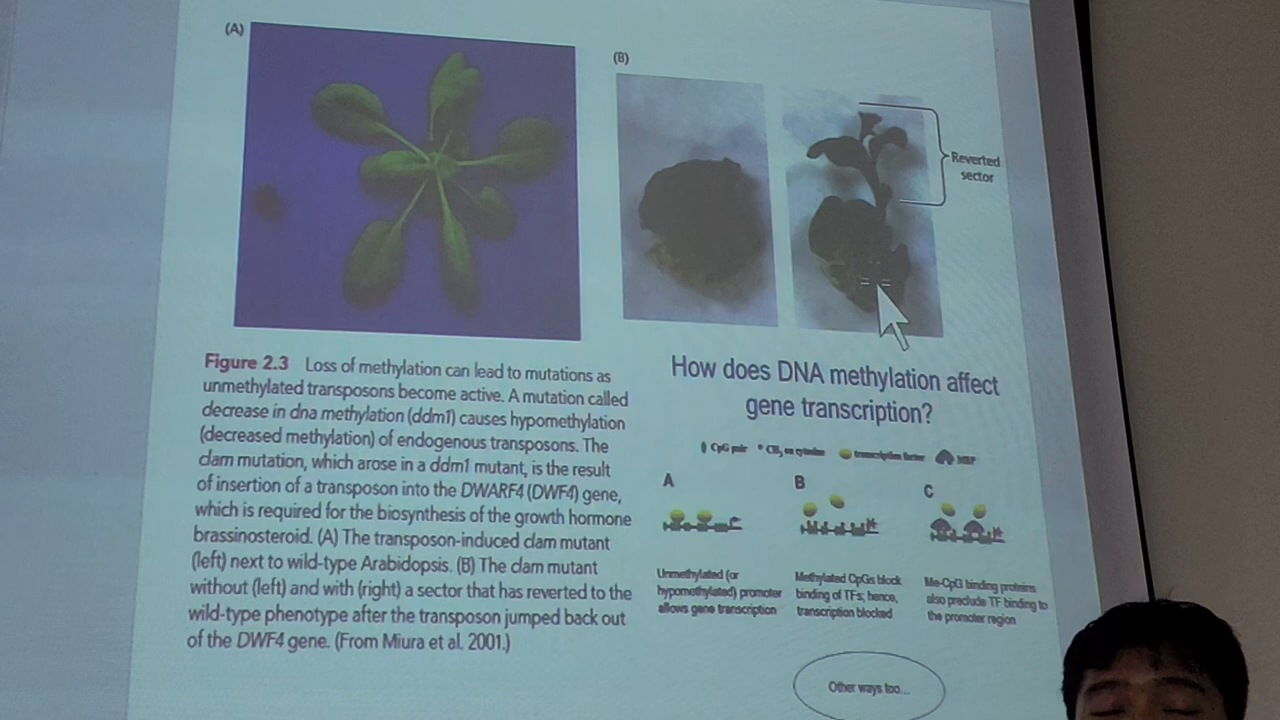 (A)
(B)
Reverted
sector
Figure 2.3 Loss of methylation can lead to mutations as
unmethylated transposons become active. A mutation called
decrease in dna methylation (ddm1) causes hypomethylation
(decreased methylation) of endogenous transposons. The
clam mutation, which arose in a ddm1 mutant, is the result
of insertion of a transposon into the DWARF4 (DWF4) gene,
which is required for the biosynthesis of the growth hormone
brassinosteroid. (A) The transposon-induced clam mutant
(left) next to wild-type Arabidopsis. (B) The clam mutant
without (left) and with (right) a sector that has reverted to the
wild-type phenotype after the transposon jumped back out
of the DWF4 gene. (From Miura et al. 2001.)
How does DNA methylation affect
gene transcription?
CpG pair CH3 on cytosine transcription factor
A
B
C
Unmethylated (or
hypomethylated) promoter
allows gene transcription
Methylated CpGs block
binding of TFs; hence,
transcription blocked
Me-CpG binding proteins
also preclude TF binding to
the promoter region
Other ways too...